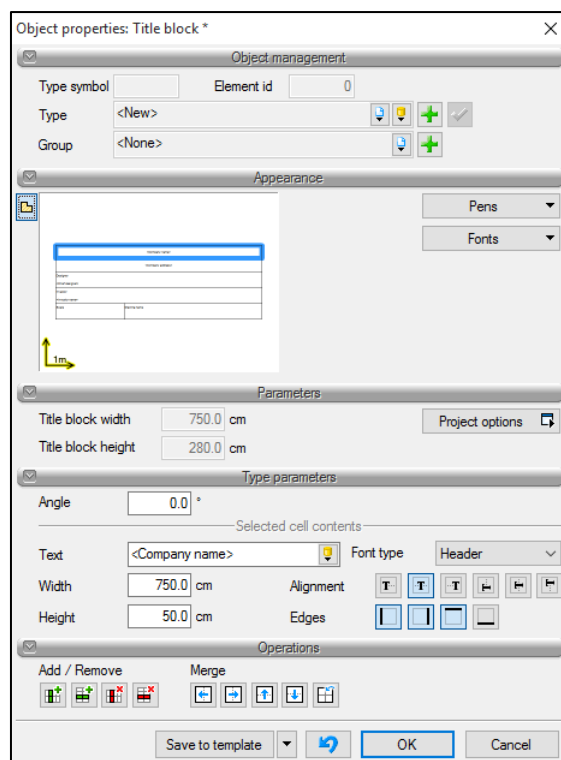 Object properties: Title block *
Object management
Type symbol Element id 0
Type <New>
Group <None>
Appearance
Pens
Fonts
1m
Parameters
Title block width 750.0 cm Project options
Title block height 280.0 cm
Type parameters
Angle 0.0 °
Selected cell contents
Text <Company name> Font type Header
Width 750.0 cm Alignment
Height 50.0 cm Edges
Operations
Add / Remove Merge
Save to template OK Cancel